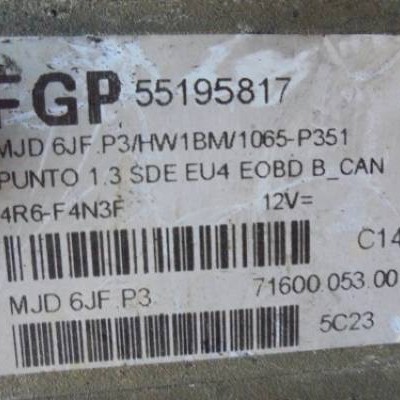 FGP 55195817
MJD 6JF.P3/HW1BM/1065-P351
PUNTO 1.3 SDE EU4 EOBD B_CAN
4R6-F4N3F 12V=
C14
MJD 6JF.P3 71600.053.00
5C23